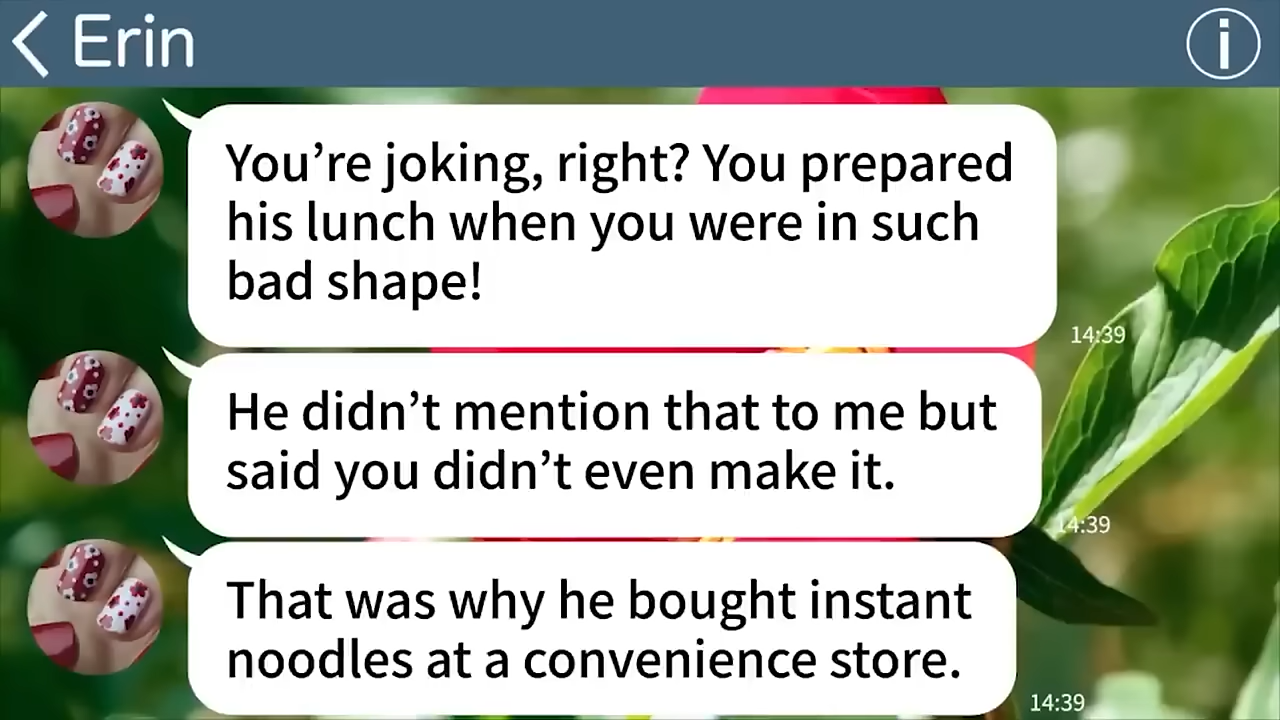 Erin
You’re joking, right? You prepared
his lunch when you were in such
bad shape!
14:39
He didn’t mention that to me but
said you didn’t even make it.
14:39
That was why he bought instant
noodles at a convenience store.
14:39